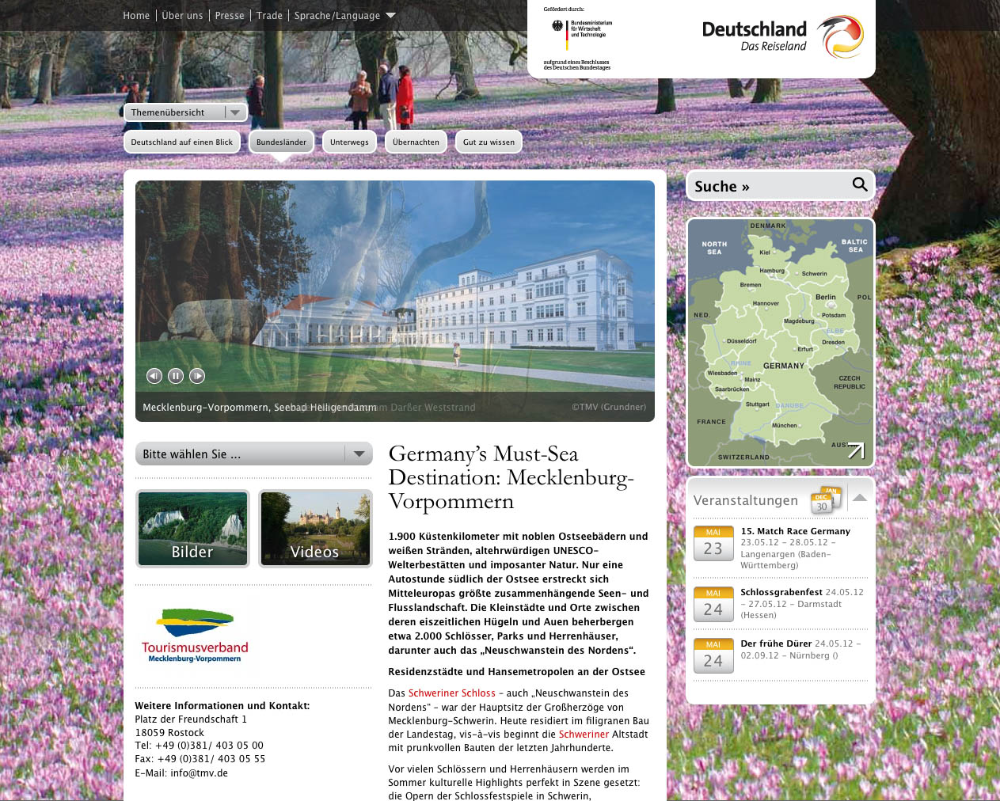 Home | Über uns | Presse | Trade | Sprache/Language
Gefördert durch:
Bundesministerium
für Wirtschaft
und Technologie
aufgrund eines Beschlusses
des Deutschen Bundestages
Deutschland
Das Reiseland
Themenübersicht
Deutschland auf einen Blick
Bundesländer
Unterwegs
Übernachten
Gut zu wissen
Suche »
Mecklenburg-Vorpommern, Seebad Heiligendamm
am Darßer Weststrand
©TMV (Grundner)
DENMARK
NORTH
SEA
BALTIC
SEA
Kiel
Hamburg
Schwerin
Bremen
Berlin
POL
Hannover
NED.
Potsdam
Magdeburg
ELBE
Düsseldorf
Dresden
Erfurt
RHINE
GERMANY
Wiesbaden
Mainz
CZECH
REPUBLIC
Saarbrücken
Stuttgart
DANUBE
FRANCE
München
SWITZERLAND
Bitte wählen Sie ...
Bilder
Videos
Tourismusverband
Mecklenburg-Vorpommern
Weitere Informationen und Kontakt:
Platz der Freundschaft 1
18059 Rostock
Tel: +49 (0)381/ 403 05 00
Fax: +49 (0)381/ 403 05 55
E-Mail: info@tmv.de
Germany's Must-Sea
Destination: Mecklenburg-
Vorpommern
1.900 Küstenkilometer mit noblen Ostseebädern und
weißen Stränden, altehrwürdigen UNESCO-
Welterbestätten und imposanter Natur. Nur eine
Autostunde südlich der Ostsee erstreckt sich
Mitteleuropas größte zusammenhängende Seen- und
Flusslandschaft. Die Kleinstädte und Orte zwischen
deren eiszeitlichen Hügeln und Auen beherbergen
etwa 2.000 Schlösser, Parks und Herrenhäuser,
darunter auch das „Neuschwanstein des Nordens“.
Residenzstädte und Hansemetropolen an der Ostsee
Das Schweriner Schloss – auch „Neuschwanstein des
Nordens“ – war der Hauptsitz der Großherzöge von
Mecklenburg-Schwerin. Heute residiert im filigranen Bau
der Landestag, vis-à-vis beginnt die Schweriner Altstadt
mit prunkvollen Bauten der letzten Jahrhunderte.
Vor vielen Schlössern und Herrenhäusern werden im
Sommer kulturelle Highlights perfekt in Szene gesetzt:
die Opern der Schlossfestspiele in Schwerin,
Veranstaltungen
DEC
30
JAN
MAI
23
15. Match Race Germany
23.05.12 – 28.05.12 –
Langenargen (Baden-
Württemberg)
MAI
24
Schlossgrabenfest 24.05.12
– 27.05.12 – Darmstadt
(Hessen)
MAI
24
Der frühe Dürer 24.05.12 –
02.09.12 – Nürnberg ()